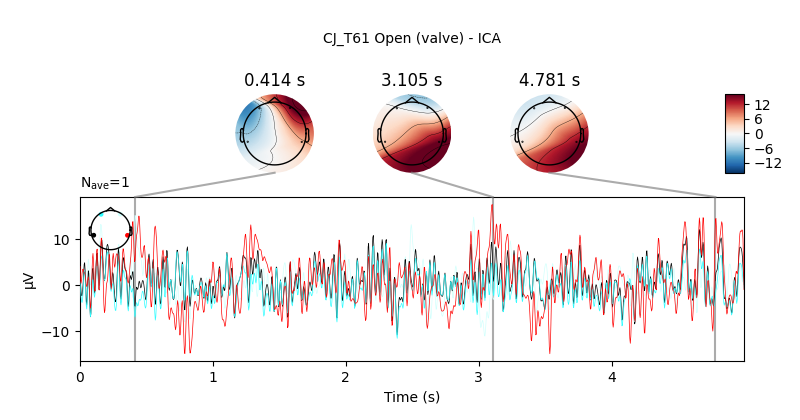 CJ_T61 Open (valve) - ICA
0.414 s 3.105 s 4.781 s
12
6
0
−6
−12
Nave=1
10
0
−10
µV
0 1 2 3 4
Time (s)